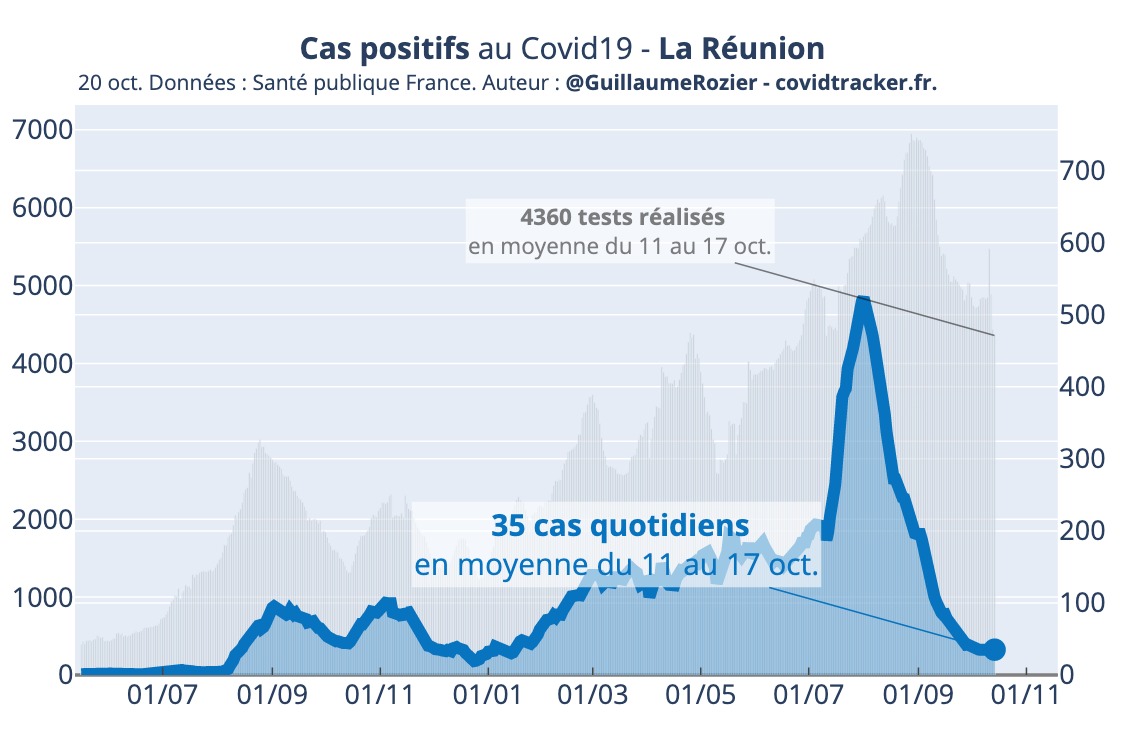 Cas positifs au Covid19 - La Réunion
20 oct. Données : Santé publique France. Auteur : @GuillaumeRozier - covidtracker.fr.
7000
6000
5000
4000
3000
2000
1000
0
700
600
500
400
300
200
100
0
4360 tests réalisés
en moyenne du 11 au 17 oct.
35 cas quotidiens
en moyenne du 11 au 17 oct.
01/07 01/09 01/11 01/01 01/03 01/05 01/07 01/09 01/11